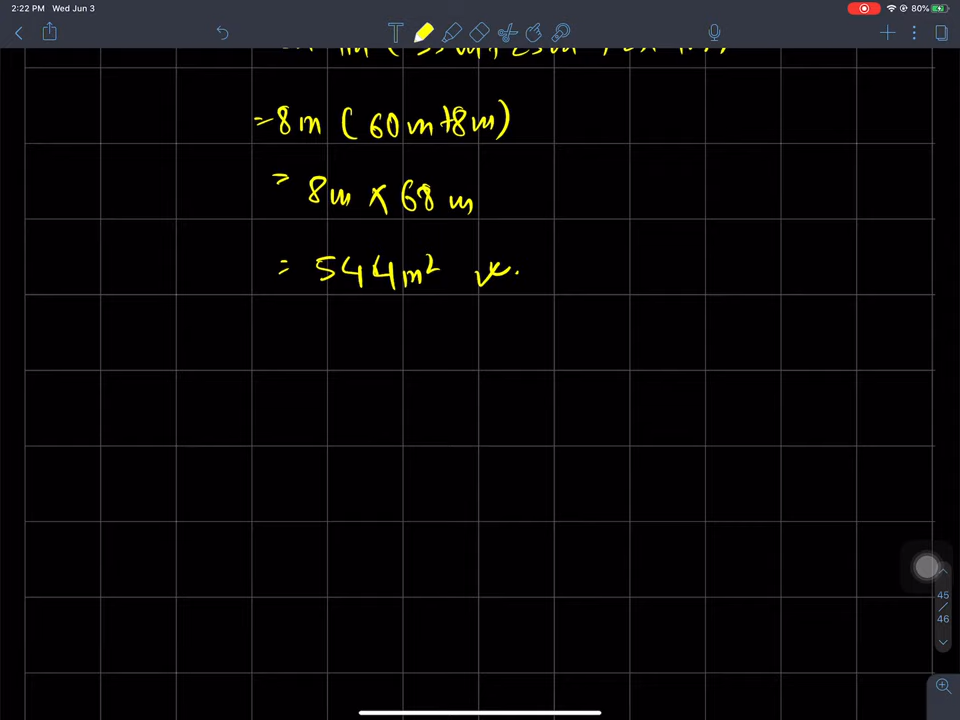 2:22 PM Wed Jun 3
80%
=8m (60m+8m)
= 8m × 68 m
= 544m²
45
/
46